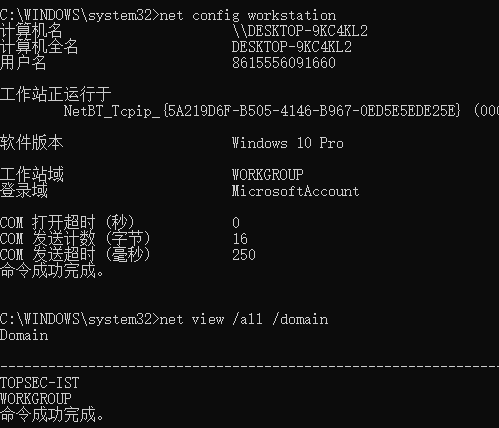 C:\WINDOWS\system32>net config workstation
计算机名 \\DESKTOP-9KC4KL2
计算机全名 DESKTOP-9KC4KL2
用户名 8615556091660
工作站正运行于
NetBT_Tcpip_{5A219D6F-B505-4146-B967-0ED5E5EDE25E} (000
软件版本 Windows 10 Pro
工作站域 WORKGROUP
登录域 MicrosoftAccount
COM 打开超时 (秒) 0
COM 发送计数 (字节) 16
COM 发送超时 (毫秒) 250
命令成功完成。
C:\WINDOWS\system32>net view /all /domain
Domain
-------------------------------------------------------------------------------
TOPSEC-IST
WORKGROUP
命令成功完成。